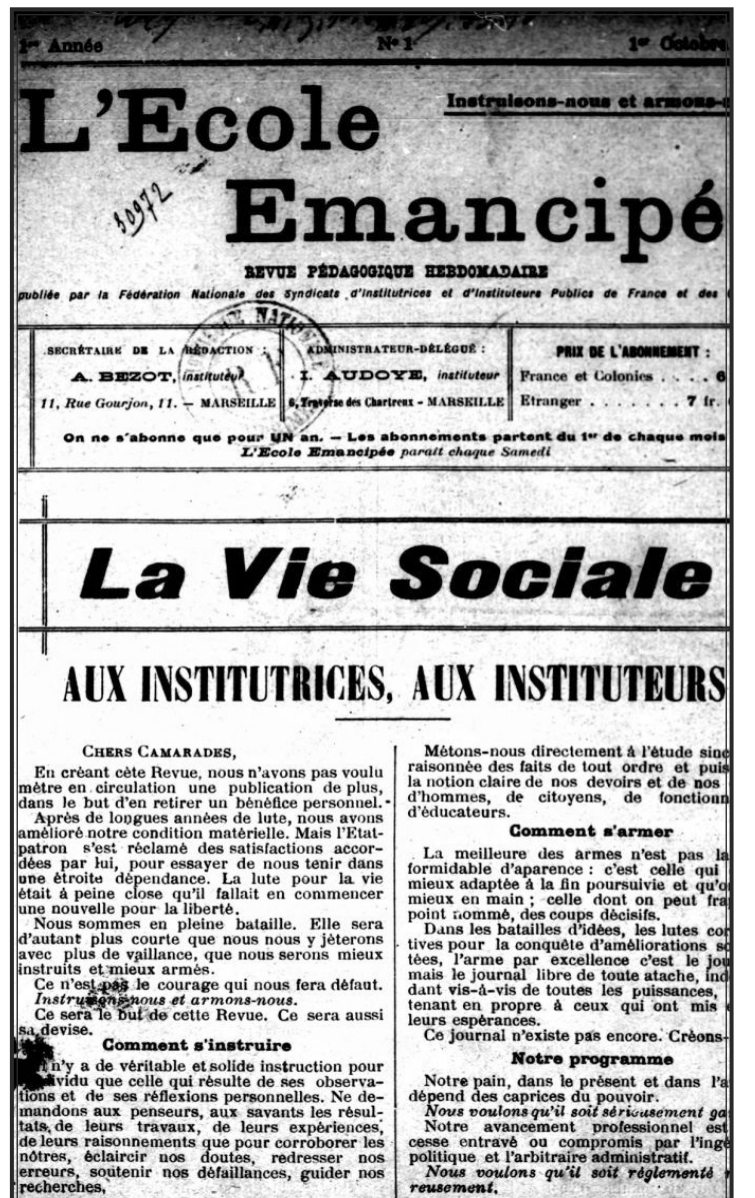 1re Année N° 1 1er Octobre
L'Ecole
Instruisons-nous et armons-
30972
Emancipé
REVUE PÉDAGOGIQUE HEBDOMADAIRE
publiée par la Fédération Nationale des Syndicats d'Institutrices et d'Instituteurs Publics de France et des
SECRÉTAIRE DE LA RÉDACTION :
A. BEZOT, instituteur
11, Rue Gourjon, 11. — MARSEILLE
ADMINISTRATEUR-DÉLÉGUÉ :
I. AUDOYE, instituteur
6, Traverse des Chartreux - MARSEILLE
PRIX DE L'ABONNEMENT :
France et Colonies . . . . 6
Etranger . . . . . . . 7 fr.
On ne s'abonne que pour UN an. — Les abonnements partent du 1er de chaque mois
L'Ecole Emancipée paraît chaque Samedi
La Vie Sociale
AUX INSTITUTRICES, AUX INSTITUTEURS
CHERS CAMARADES,
En créant cète Revue, nous n'avons pas voulu
mètre en circulation une publication de plus,
dans le but d'en retirer un bénéfice personnel.
Après de longues années de lute, nous avons
amélioré notre condition matérielle. Mais l'Etat-
patron s'est réclamé des satisfactions accor-
dées par lui, pour essayer de nous tenir dans
une étroite dépendance. La lute pour la vie
était à peine close qu'il fallait en commencer
une nouvelle pour la liberté.
Nous sommes en pleine bataille. Elle sera
d'autant plus courte que nous nous y jèterons
avec plus de vaillance, que nous serons mieux
instruits et mieux armés.
Ce n'est pas le courage qui nous fera défaut.
Instruisons-nous et armons-nous.
Ce sera le but de cette Revue. Ce sera aussi
sa devise.
Comment s'instruire
n'y a de véritable et solide instruction pour
ividu que celle qui résulte de ses observa-
tions et de ses réflexions personnelles. Ne de-
mandons aux penseurs, aux savants les résul-
tats, de leurs travaux, de leurs expériences,
de leurs raisonnements que pour corroborer les
nôtres, éclaircir nos doutes, redresser nos
erreurs, soutenir nos défaillances, guider nos
recherches,
Métons-nous directement à l'étude sinc
raisonnée des faits de tout ordre et puis
la notion claire de nos devoirs et de nos
d'hommes, de citoyens, de fonctionn
d'éducateurs.
Comment s'armer
La meilleure des armes n'est pas la
formidable d'aparence : c'est celle qui
mieux adaptée à la fin poursuivie et qu'o
mieux en main ; celle dont on peut fra
point nommé, des coups décisifs.
Dans les batailles d'idées, les lutes co
tives pour la conquête d'améliorations s
tées, l'arme par excellence c'est le jou
mais le journal libre de toute atache, ind
dant vis-à-vis de toutes les puissances,
tenant en propre à ceux qui ont mis
leurs espérances.
Ce journal n'existe pas encore. Créons-
Notre programme
Notre pain, dans le présent et dans l'a
dépend des caprices du pouvoir.
Nous voulons qu'il soit sérieusement ga
Notre avancement professionnel est
cesse entravé ou compromis par l'ingé
politique et l'arbitraire administratif.
Nous voulons qu'il soit réglementé
reusement.